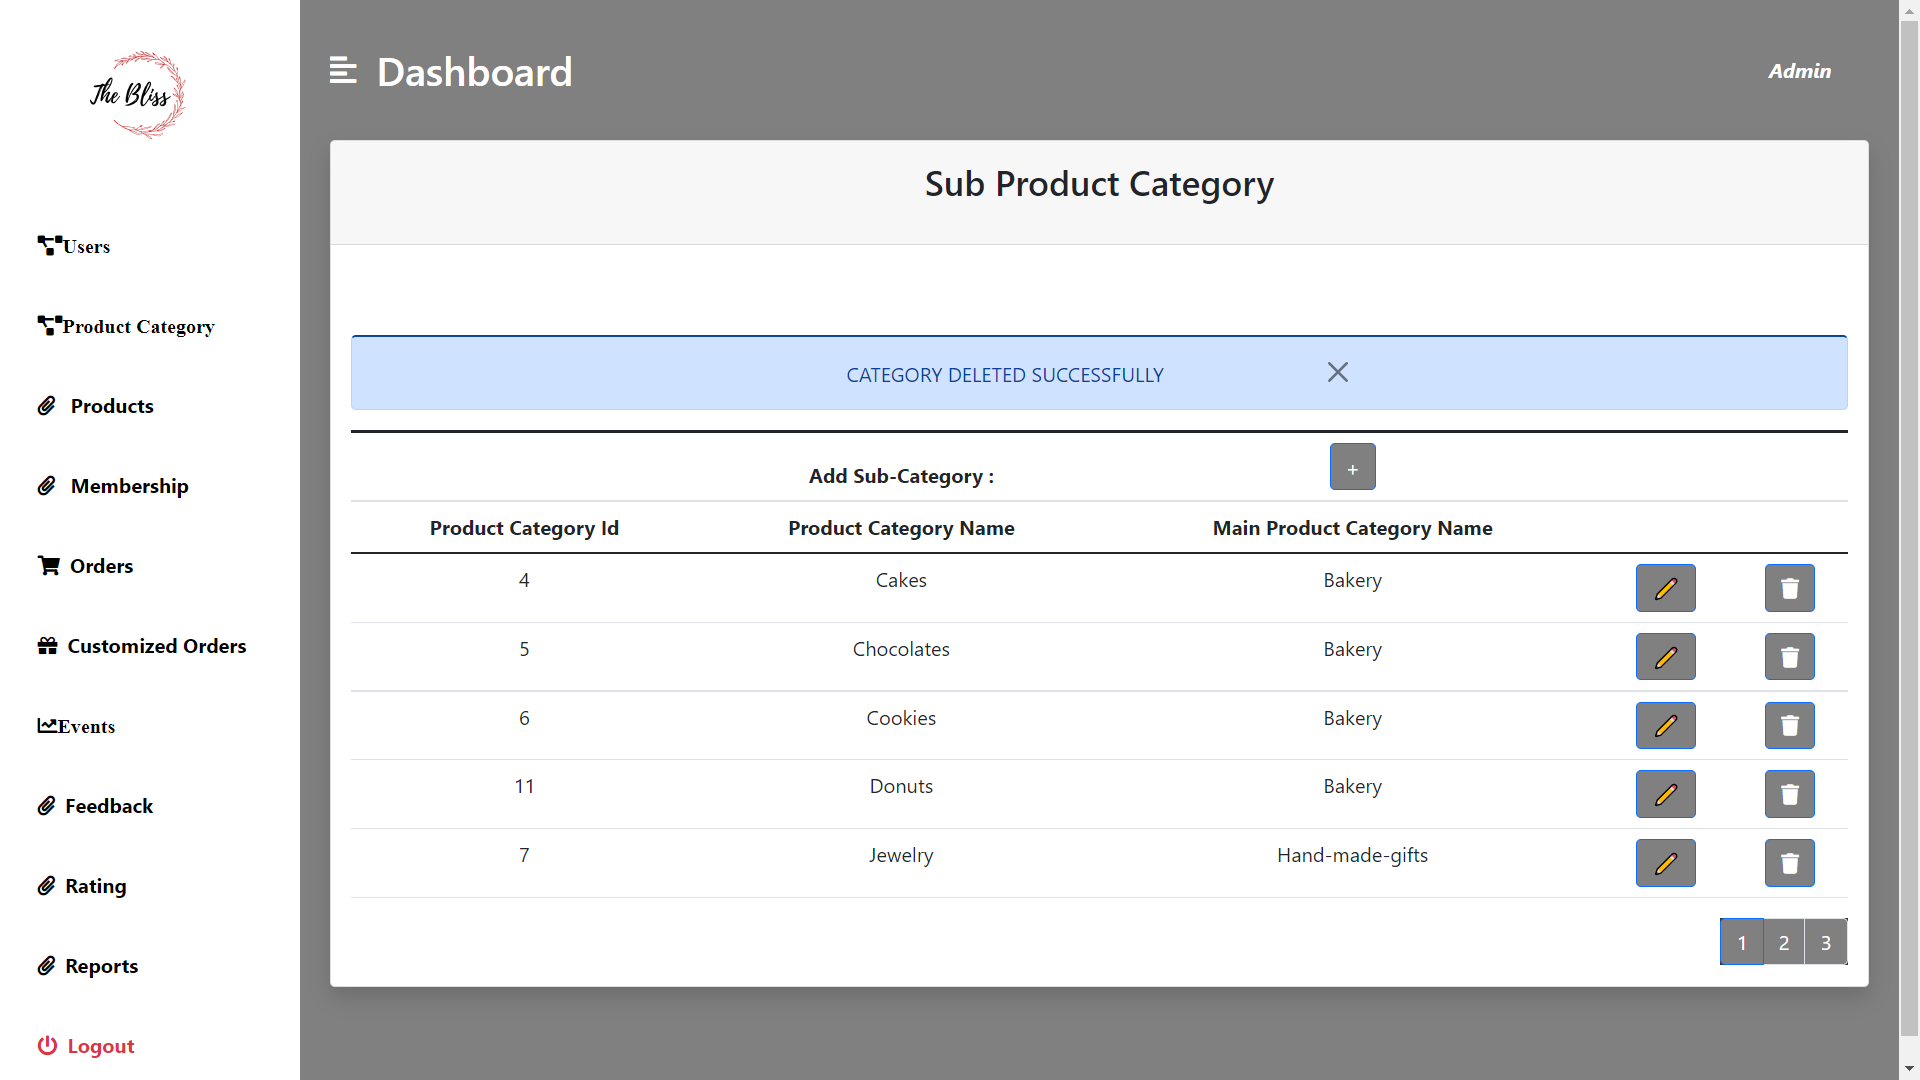 The Bliss
Users
Product Category
Products
Membership
Orders
Customized Orders
Events
Feedback
Rating
Reports
Logout
Dashboard
Admin
Sub Product Category
CATEGORY DELETED SUCCESSFULLY
Add Sub-Category : +
Product Category Id Product Category Name Main Product Category Name
4 Cakes Bakery
5 Chocolates Bakery
6 Cookies Bakery
11 Donuts Bakery
7 Jewelry Hand-made-gifts
1 2 3